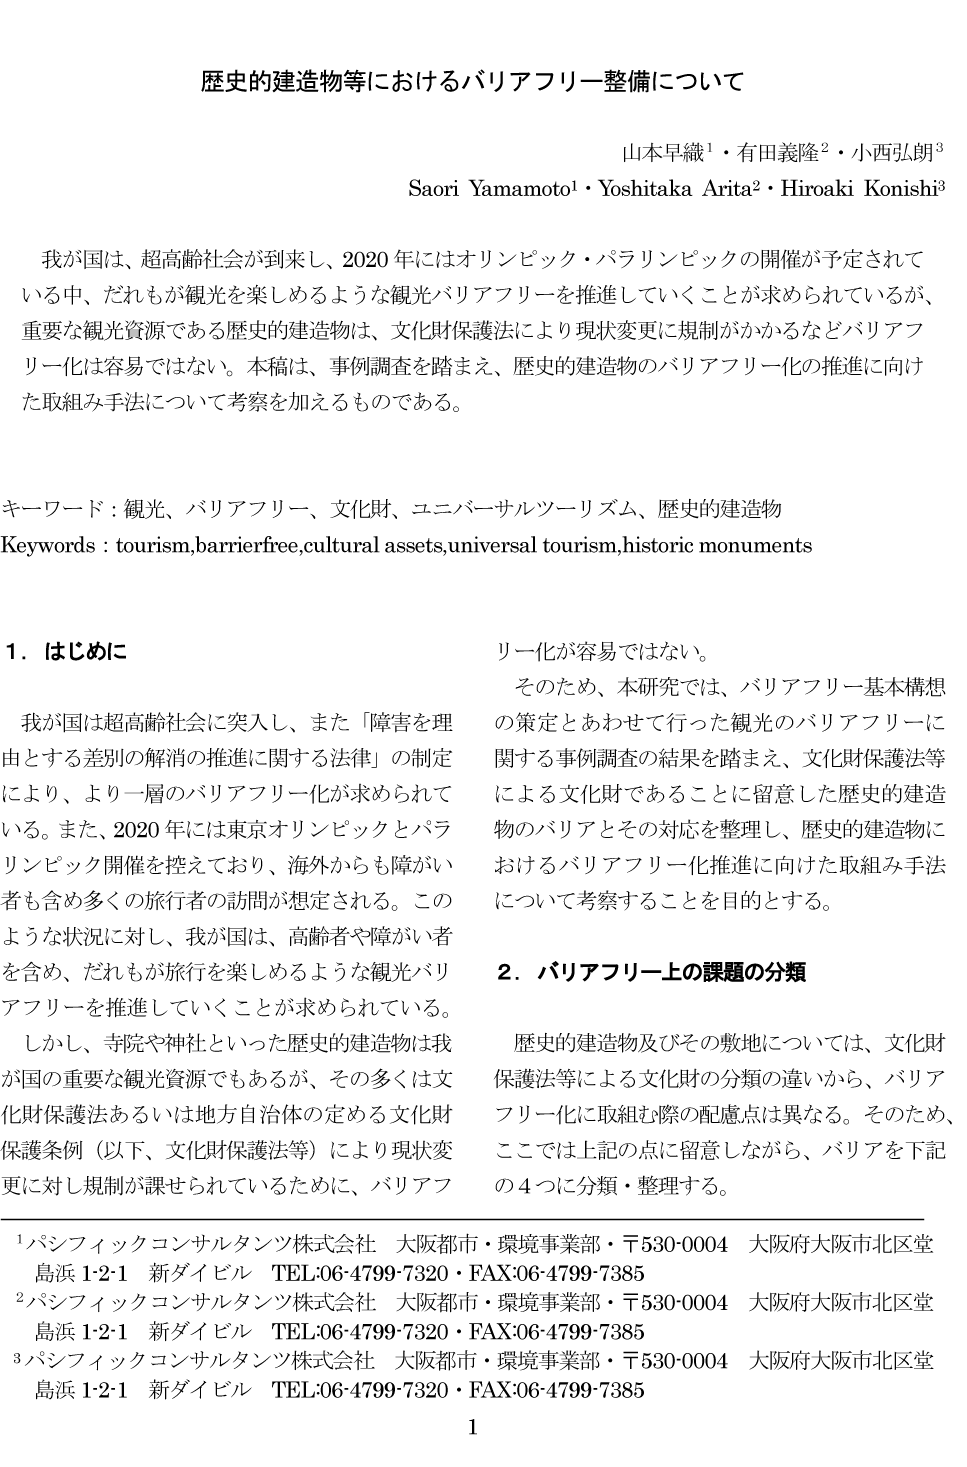 歴史的建造物等におけるバリアフリー整備について
山本早織1・有田義隆2・小西弘朗3
Saori Yamamoto1・Yoshitaka Arita2・Hiroaki Konishi3
我が国は、超高齢社会が到来し、2020 年にはオリンピック・パラリンピックの開催が予定されて
いる中、だれもが観光を楽しめるような観光バリアフリーを推進していくことが求められているが、
重要な観光資源である歴史的建造物は、文化財保護法により現状変更に規制がかかるなどバリアフ
リー化は容易ではない。本稿は、事例調査を踏まえ、歴史的建造物のバリアフリー化の推進に向け
た取組み手法について考察を加えるものである。
キーワード：観光、バリアフリー、文化財、ユニバーサルツーリズム、歴史的建造物
Keywords：tourism,barrierfree,cultural assets,universal tourism,historic monuments
１．はじめに
我が国は超高齢社会に突入し、また「障害を理
由とする差別の解消の推進に関する法律」の制定
により、より一層のバリアフリー化が求められて
いる。また、2020 年には東京オリンピックとパラ
リンピック開催を控えており、海外からも障がい
者も含め多くの旅行者の訪問が想定される。この
ような状況に対し、我が国は、高齢者や障がい者
を含め、だれもが旅行を楽しめるような観光バリ
アフリーを推進していくことが求められている。
しかし、寺院や神社といった歴史的建造物は我
が国の重要な観光資源でもあるが、その多くは文
化財保護法あるいは地方自治体の定める文化財
保護条例（以下、文化財保護法等）により現状変
更に対し規制が課せられているために、バリアフ
リー化が容易ではない。
そのため、本研究では、バリアフリー基本構想
の策定とあわせて行った観光のバリアフリーに
関する事例調査の結果を踏まえ、文化財保護法等
による文化財であることに留意した歴史的建造
物のバリアとその対応を整理し、歴史的建造物に
おけるバリアフリー化推進に向けた取組み手法
について考察することを目的とする。
２．バリアフリー上の課題の分類
歴史的建造物及びその敷地については、文化財
保護法等による文化財の分類の違いから、バリア
フリー化に取組む際の配慮点は異なる。そのため、
ここでは上記の点に留意しながら、バリアを下記
の４つに分類・整理する。
1 パシフィックコンサルタンツ株式会社　大阪都市・環境事業部・〒530-0004　大阪府大阪市北区堂
島浜 1-2-1　新ダイビル　TEL:06-4799-7320・FAX:06-4799-7385
2 パシフィックコンサルタンツ株式会社　大阪都市・環境事業部・〒530-0004　大阪府大阪市北区堂
島浜 1-2-1　新ダイビル　TEL:06-4799-7320・FAX:06-4799-7385
3 パシフィックコンサルタンツ株式会社　大阪都市・環境事業部・〒530-0004　大阪府大阪市北区堂
島浜 1-2-1　新ダイビル　TEL:06-4799-7320・FAX:06-4799-7385
1